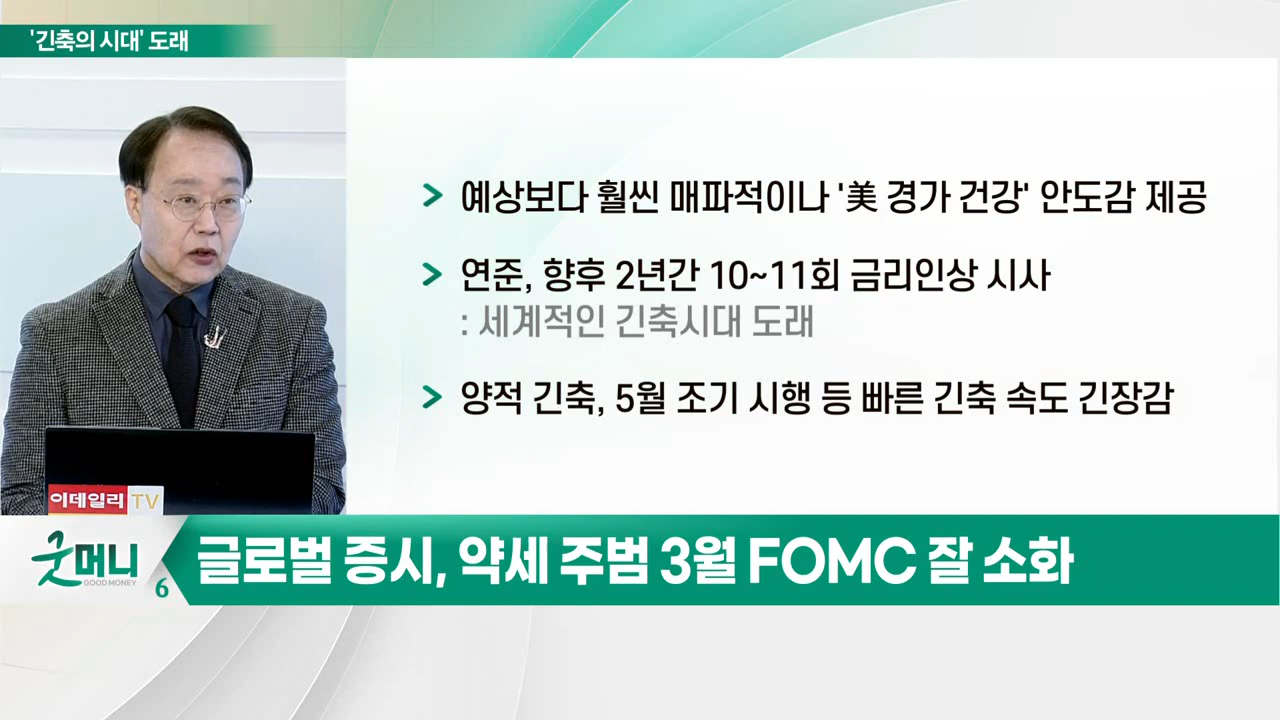 '긴축의 시대' 도래
> 예상보다 훨씬 매파적이나 '美 경가 건강' 안도감 제공
> 연준, 향후 2년간 10~11회 금리인상 시사
: 세계적인 긴축시대 도래
> 양적 긴축, 5월 조기 시행 등 빠른 긴축 속도 긴장감
이데일리 TV
굿머니
GOOD MONEY
6
글로벌 증시, 약세 주범 3월 FOMC 잘 소화